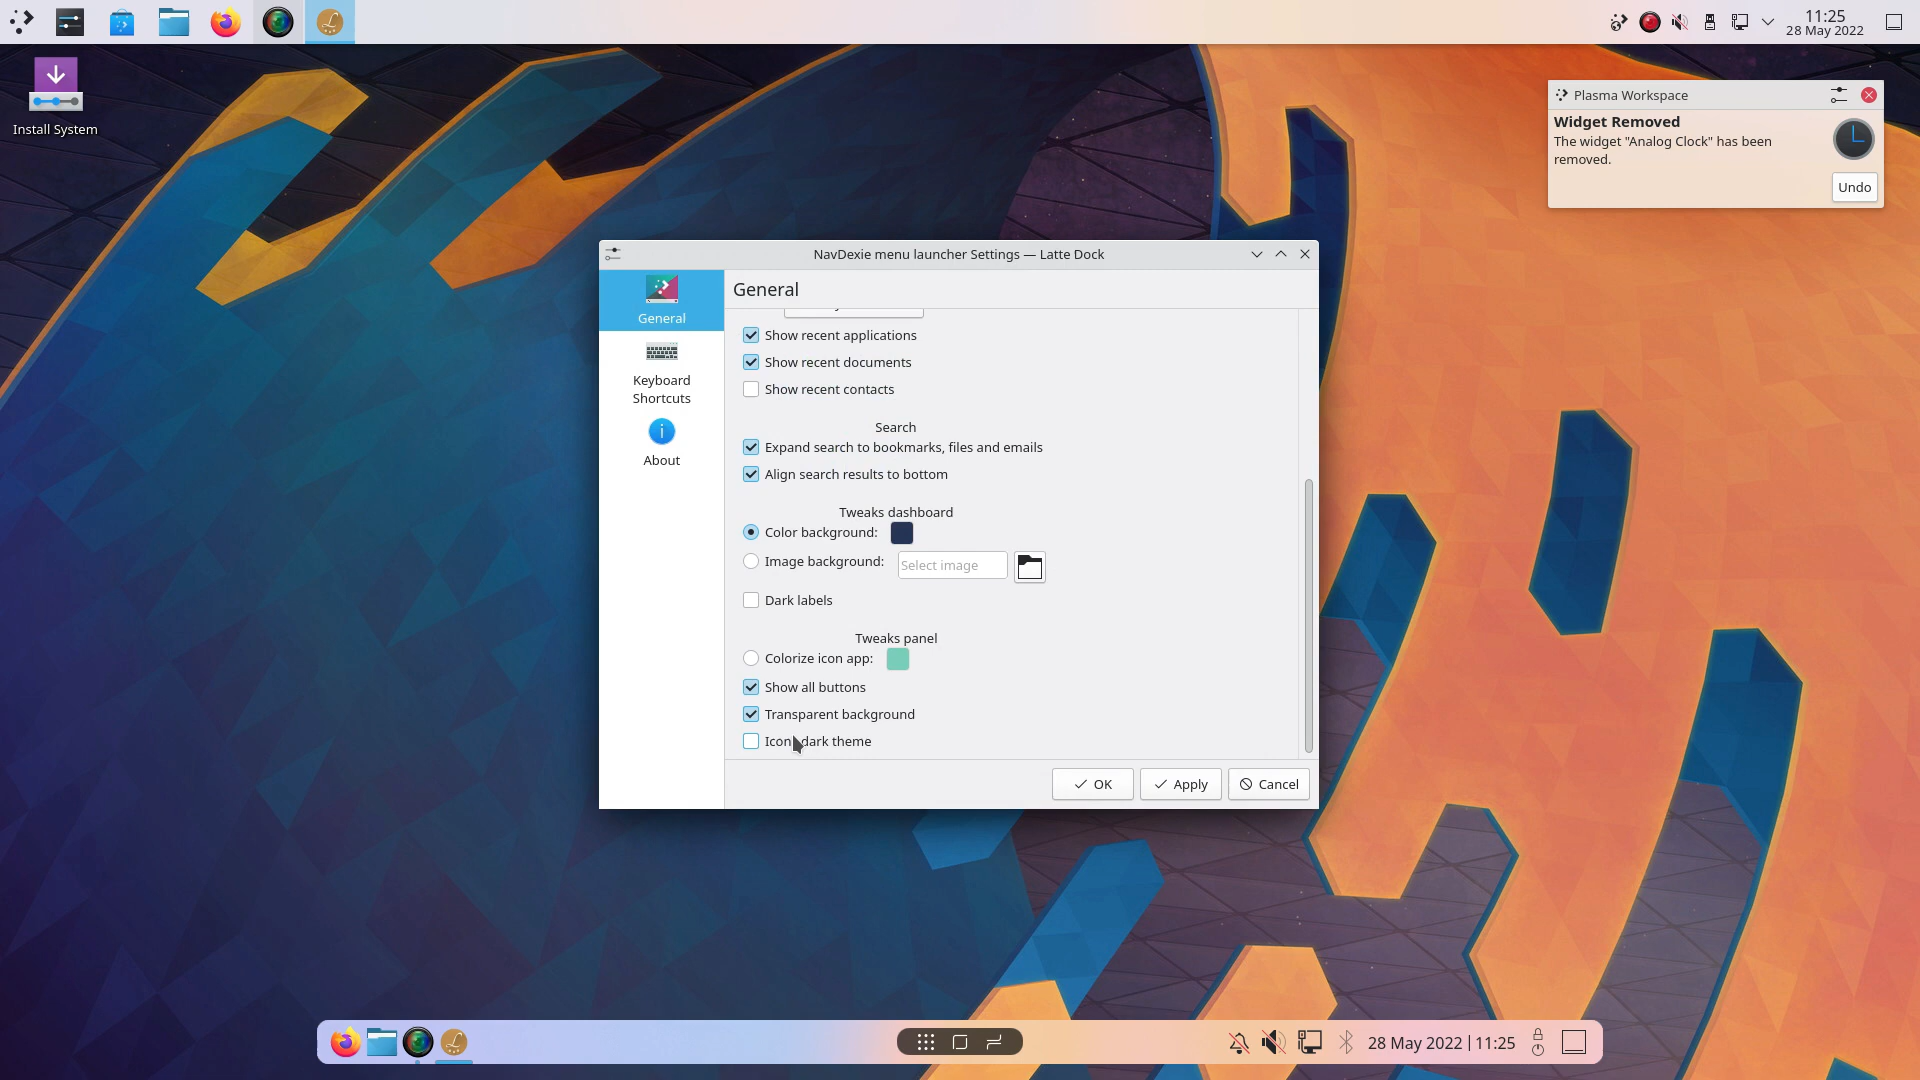 11:25
28 May 2022
Install System
Plasma Workspace
Widget Removed
The widget "Analog Clock" has been
removed.
Undo
NavDexie menu launcher Settings — Latte Dock
General
Keyboard
Shortcuts
About
General
Show recent applications
Show recent documents
Show recent contacts
Search
Expand search to bookmarks, files and emails
Align search results to bottom
Tweaks dashboard
Color background:
Image background:
Select image
Dark labels
Tweaks panel
Colorize icon app:
Show all buttons
Transparent background
dark theme
OK
Apply
Cancel
28 May 2022 | 11:25